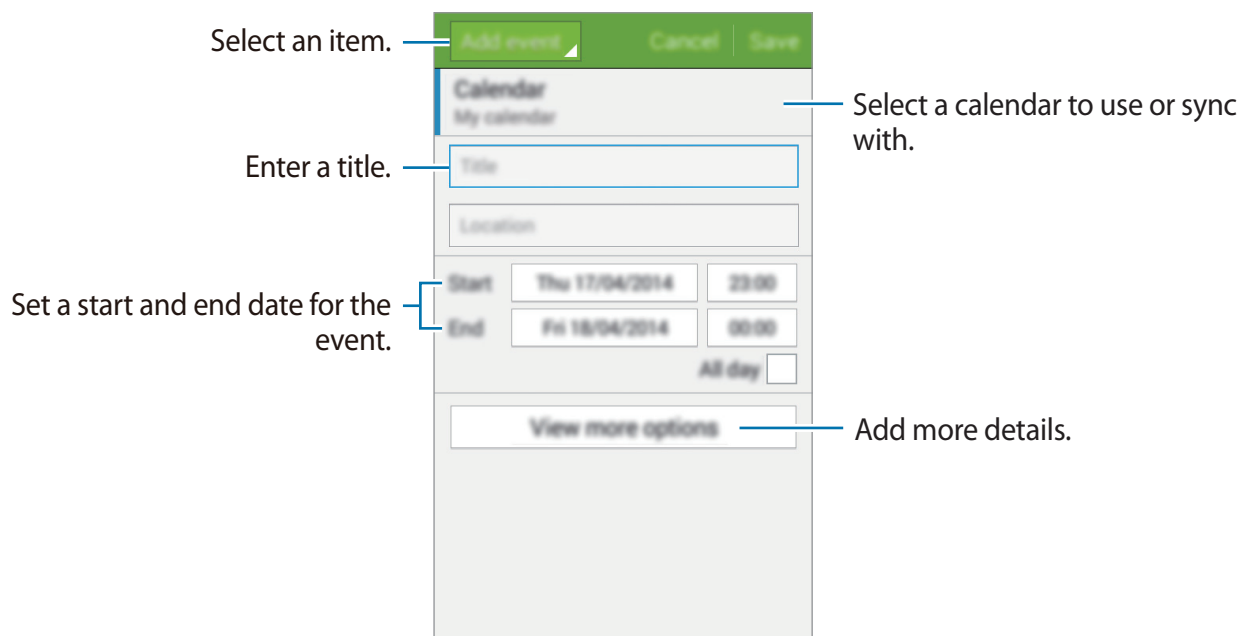 Select an item.
Add event
Cancel
Save
Calendar
My calendar
Select a calendar to use or sync
with.
Enter a title.
Title
Location
Set a start and end date for the
event.
Start
Thu 17/04/2014
23:00
End
Fri 18/04/2014
00:00
All day
View more options
Add more details.